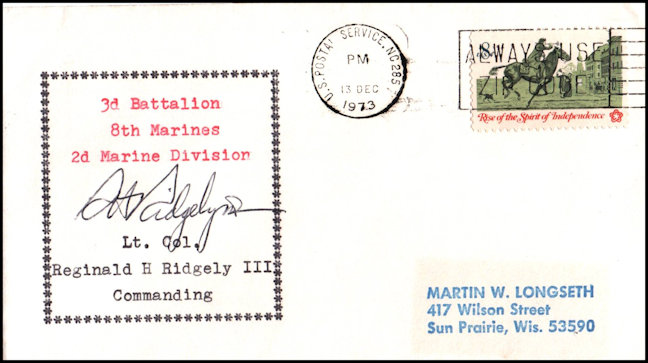 3d Battalion
8th Marines
2d Marine Division
Lt. Col.
Reginald H Ridgely III
Commanding
U.S. POSTAL SERVICE, NC 285
PM
13 DEC
1973
8c
ALWAYS USE
ZIP CODE
Rise of the Spirit of Independence
MARTIN W. LONGSETH
417 Wilson Street
Sun Prairie, Wis. 53590